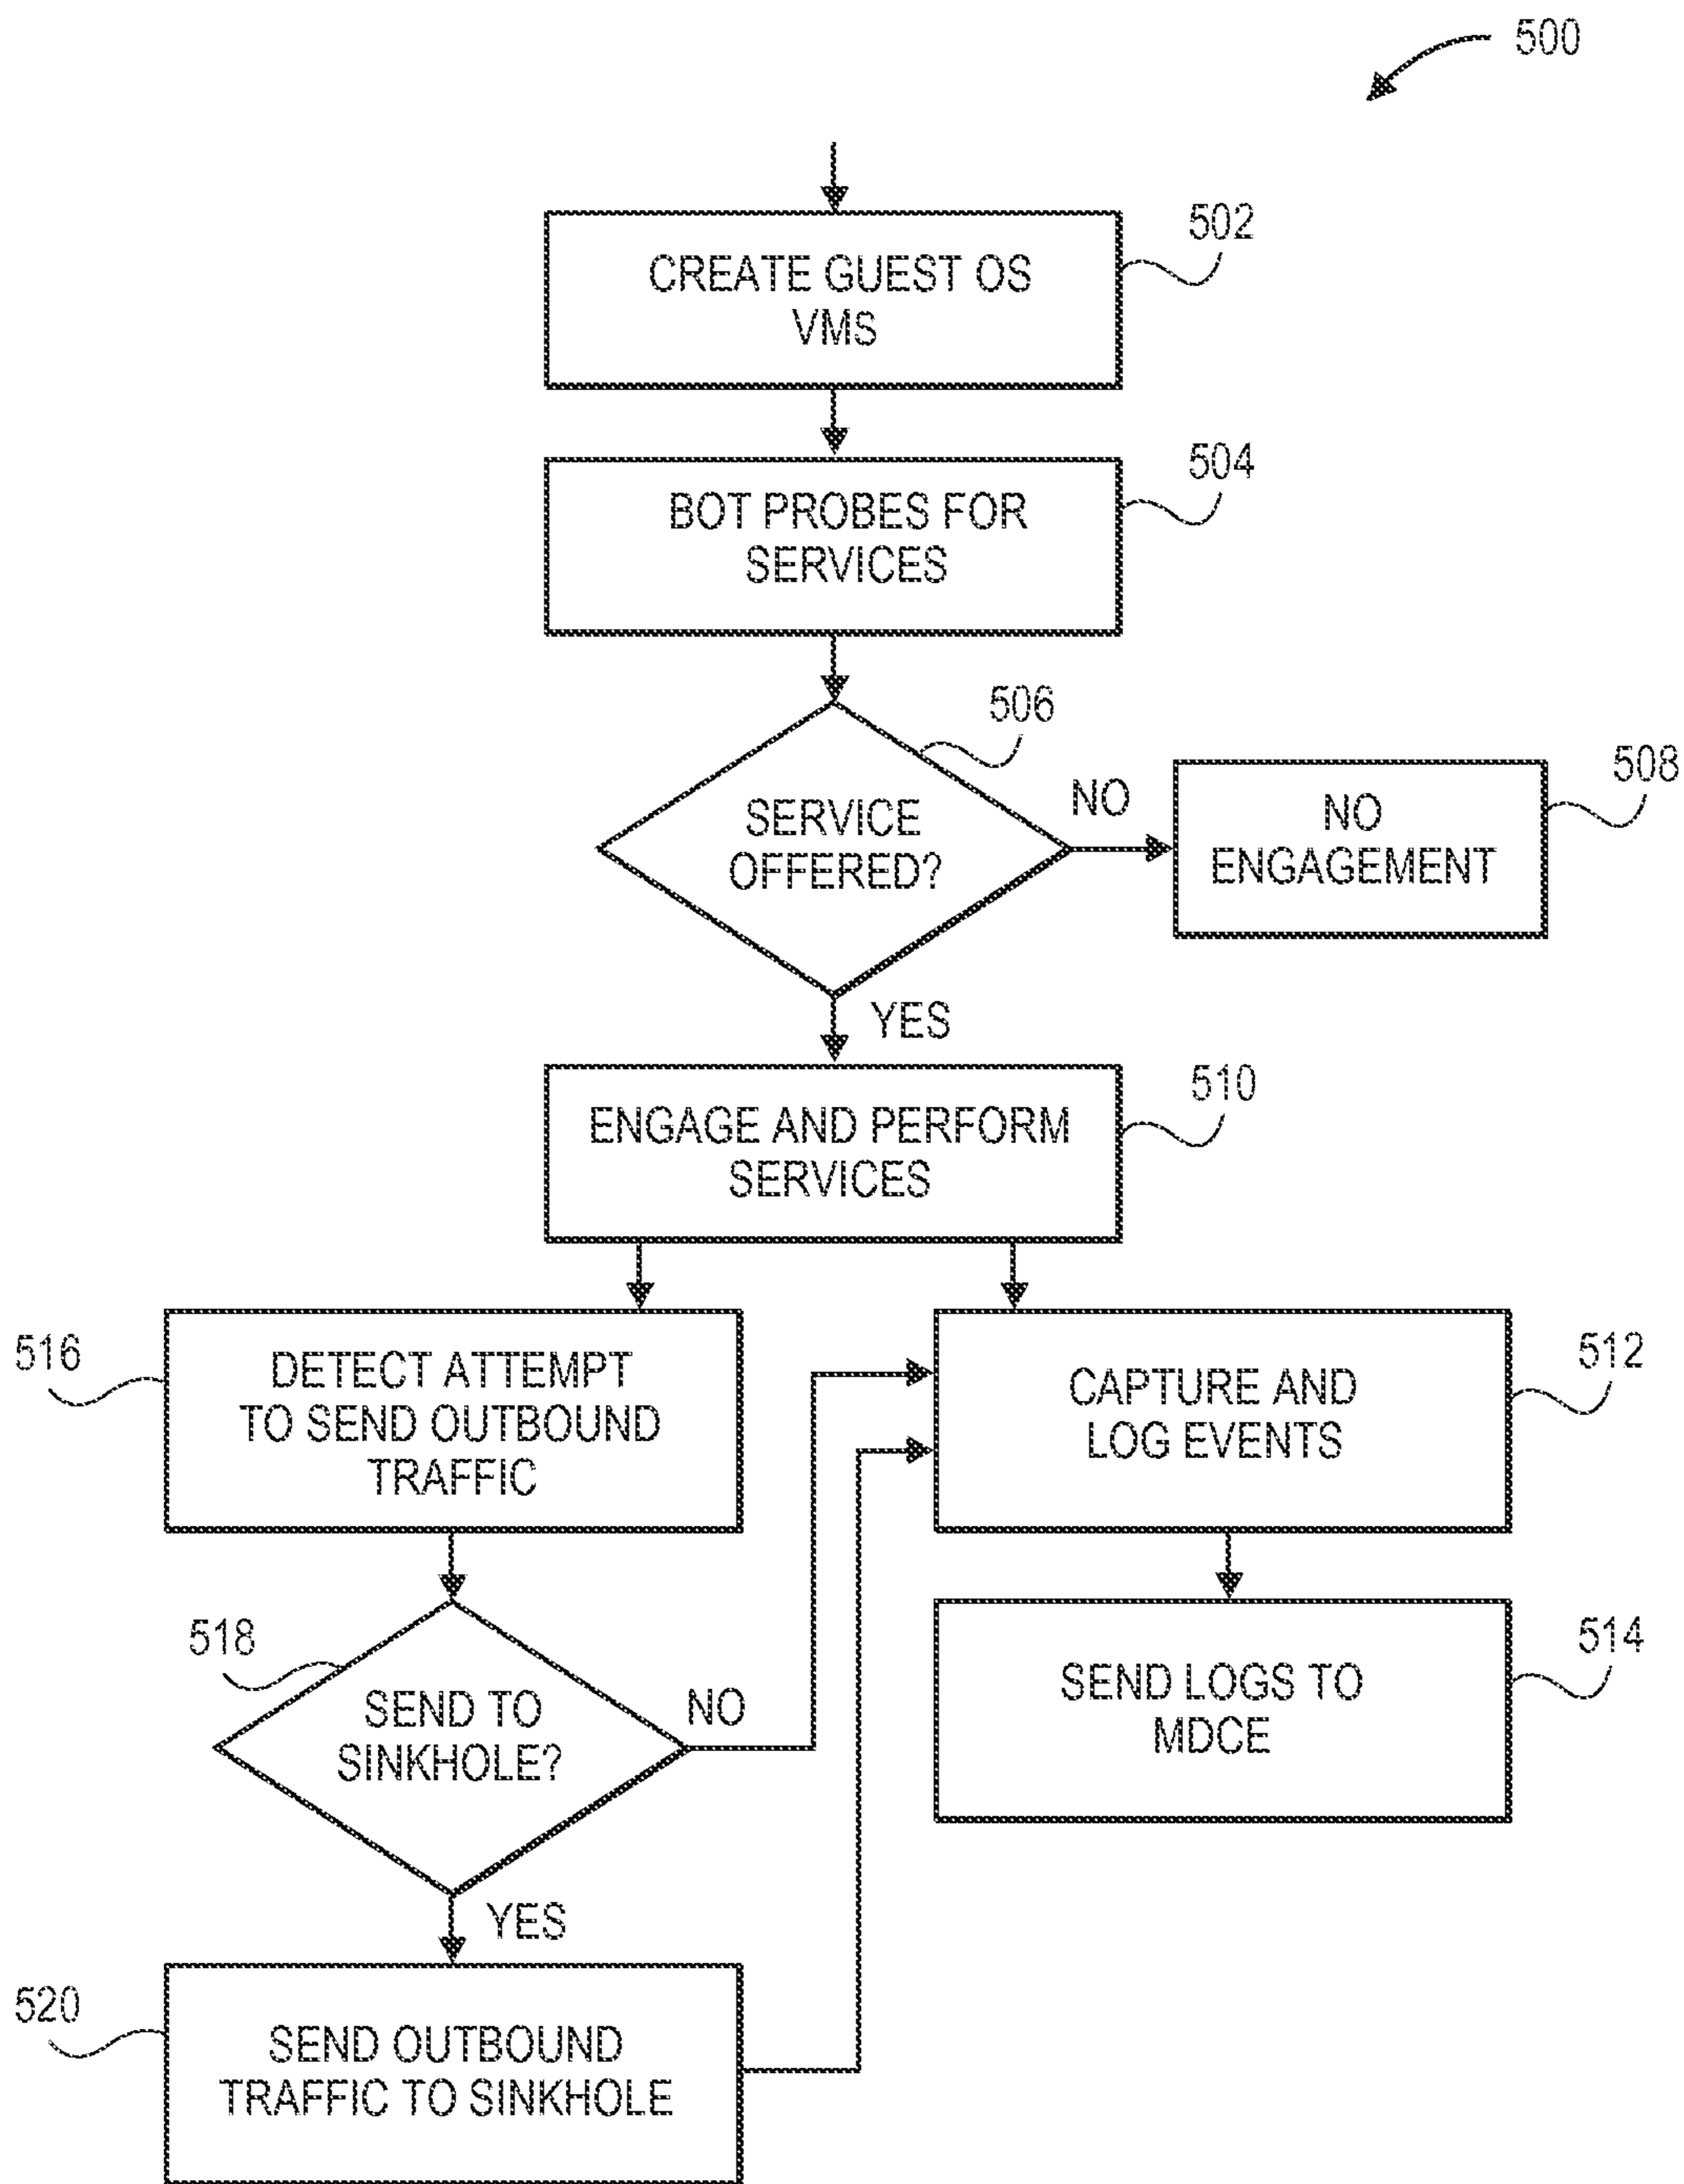 500
CREATE GUEST OS
VMS
502
BOT PROBES FOR
SERVICES
504
506
SERVICE
OFFERED?
NO
NO
ENGAGEMENT
508
YES
ENGAGE AND PERFORM
SERVICES
510
516
DETECT ATTEMPT
TO SEND OUTBOUND
TRAFFIC
CAPTURE AND
LOG EVENTS
512
518
SEND TO
SINKHOLE?
NO
SEND LOGS TO
MDCE
514
YES
520
SEND OUTBOUND
TRAFFIC TO SINKHOLE